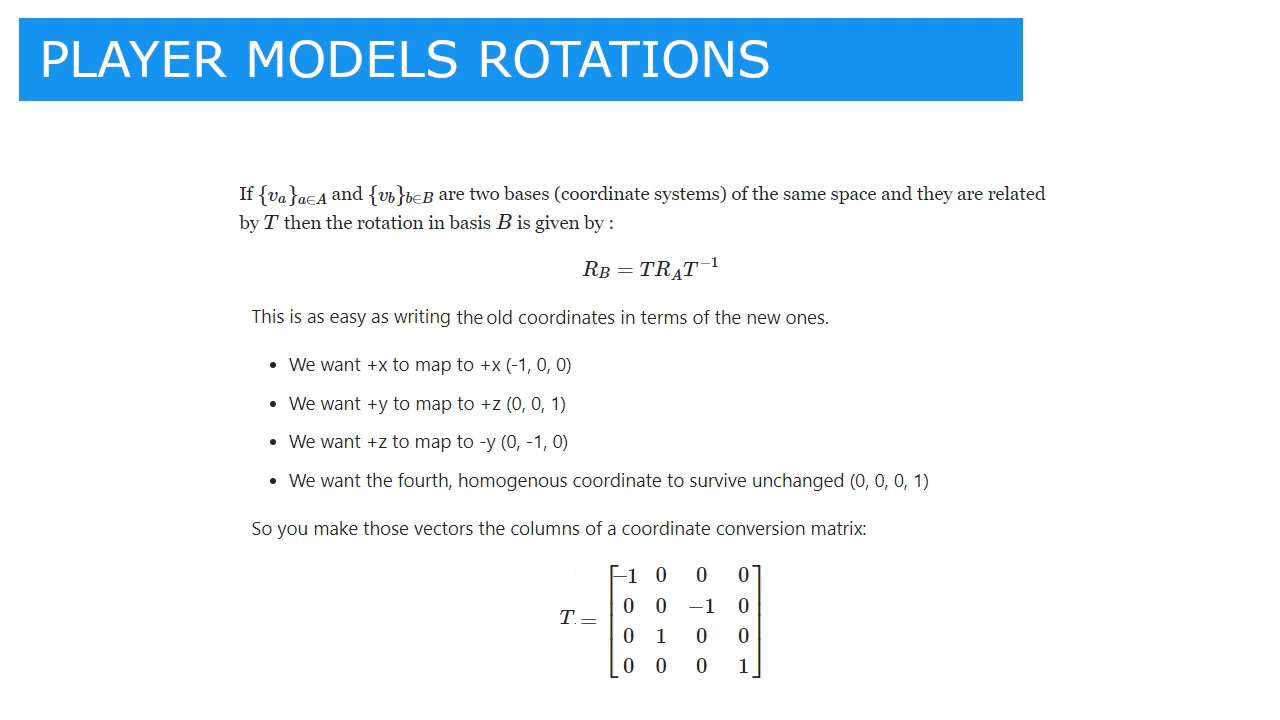 PLAYER MODELS ROTATIONS
If {vₐ}ₐ∈A and {v_b}_b∈B are two bases (coordinate systems) of the same space and they are related
by T then the rotation in basis B is given by :
R_B = TR_AT⁻¹
This is as easy as writing the old coordinates in terms of the new ones.
• We want +x to map to +x (-1, 0, 0)
• We want +y to map to +z (0, 0, 1)
• We want +z to map to -y (0, -1, 0)
• We want the fourth, homogenous coordinate to survive unchanged (0, 0, 0, 1)
So you make those vectors the columns of a coordinate conversion matrix:
T. =
−1 0 0 0
0 0 −1 0
0 1 0 0
0 0 0 1